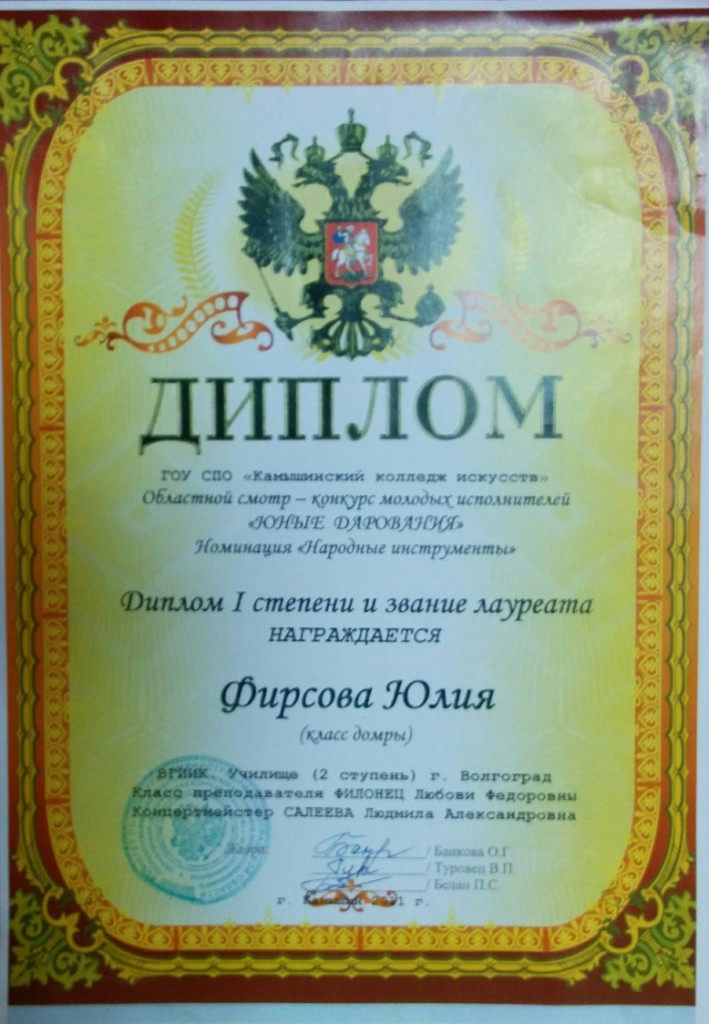 ДИПЛОМ
ГОУ СПО «Камышинский колледж искусств»
Областной смотр – конкурс молодых исполнителей
«ЮНЫЕ ДАРОВАНИЯ»
Номинация «Народные инструменты»
Диплом I степени и звание лауреата
НАГРАЖДАЕТСЯ
Фирсова Юлия
(класс домры)
ВГИИК Училище (2 ступень) г. Волгоград
Класс преподавателя ФИЛОНЕЦ Любови Федоровны
Концертмейстер САЛЕЕВА Людмила Александровна
/ Банкова О.Г.
/ Туровец В.П.
/ Белан П.С.
г. Камышин 2011 г.